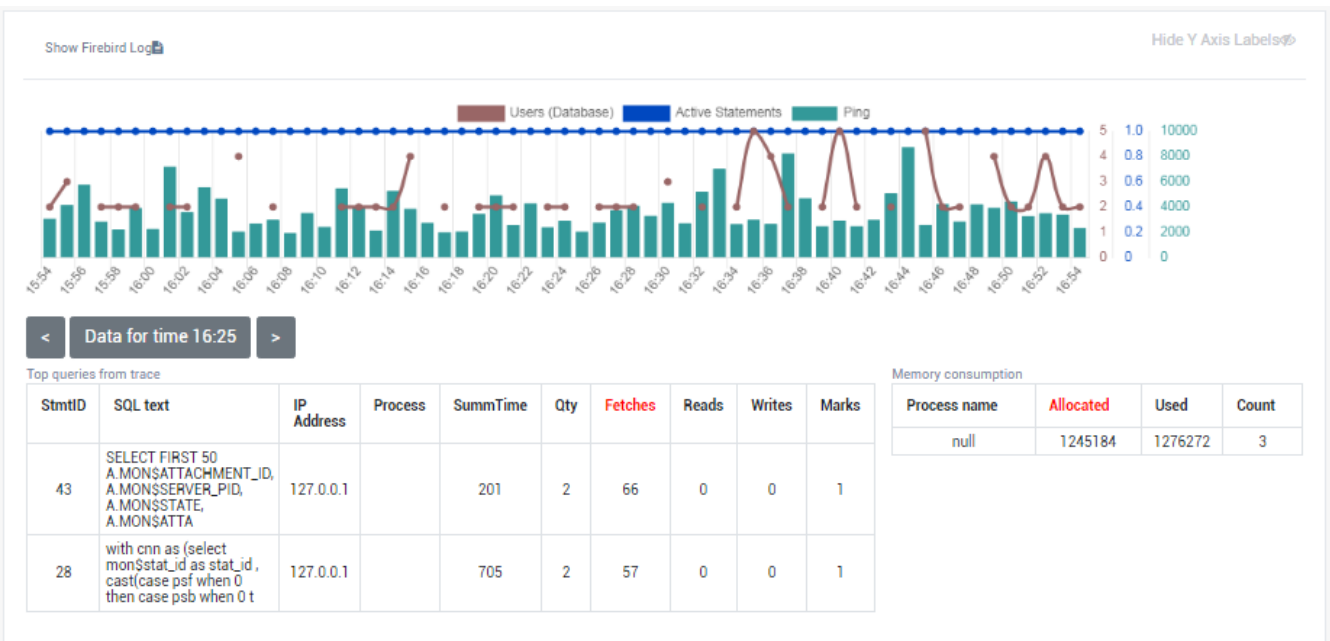 Show Firebird Log
Hide Y Axis Labels
Users (Database) Active Statements Ping
5 1.0 10000
4 0.8 8000
3 0.6 6000
2 0.4 4000
1 0.2 2000
0 0 0
15:54 15:56 15:58 16:00 16:02 16:04 16:06 16:08 16:10 16:12 16:14 16:16 16:18 16:20 16:22 16:24 16:26 16:28 16:30 16:32 16:34 16:36 16:38 16:40 16:42 16:44 16:46 16:48 16:50 16:52 16:54
< Data for time 16:25 >
Top queries from trace
StmtID SQL text IP Address Process SummTime Qty Fetches Reads Writes Marks
43 SELECT FIRST 50 127.0.0.1 201 2 66 0 0 1
A.MON$ATTACHMENT_ID,
A.MON$SERVER_PID,
A.MON$STATE,
A.MON$ATTA
28 with cnn as (select 127.0.0.1 705 2 57 0 0 1
mon$stat_id as stat_id ,
cast(case psf when 0
then case psb when 0 t
Memory consumption
Process name Allocated Used Count
null 1245184 1276272 3